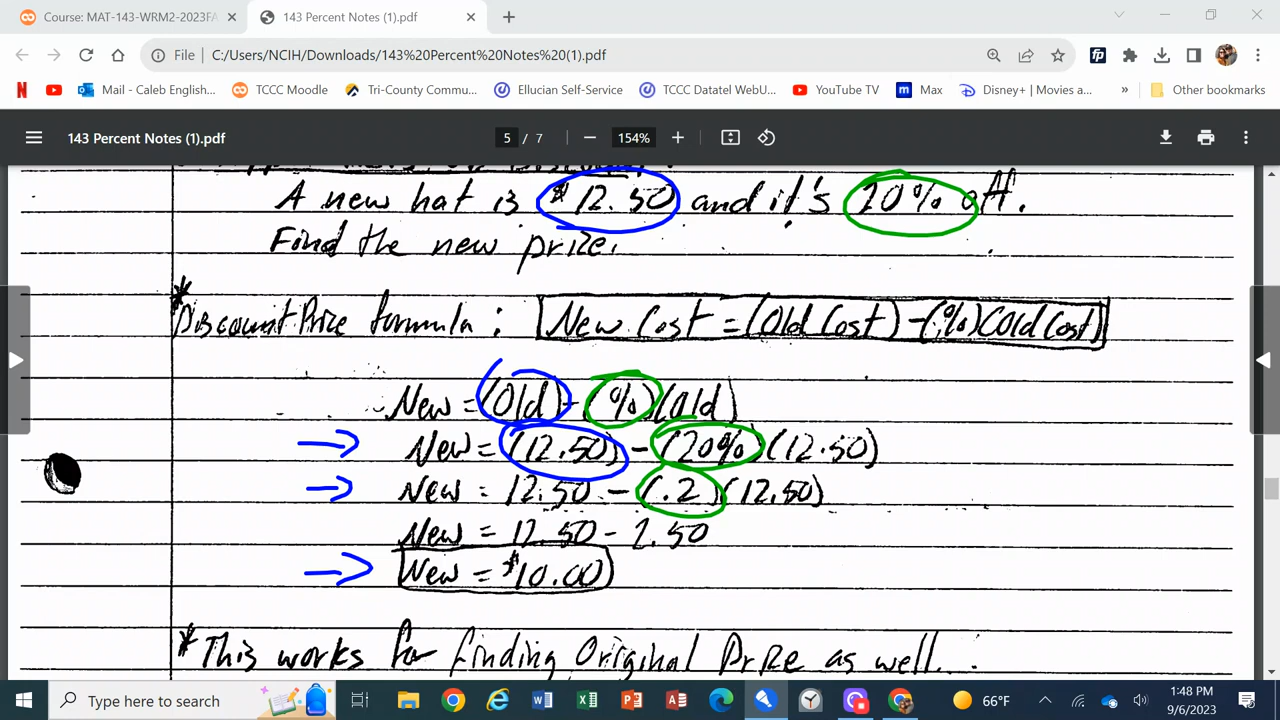 Course: MAT-143-WRM2-2023FA
143 Percent Notes (1).pdf
File C:/Users/NCIH/Downloads/143%20Percent%20Notes%20(1).pdf
fp
Mail - Caleb English...
TCCC Moodle
Tri-County Commu...
Ellucian Self-Service
TCCC Datatel WebU...
YouTube TV
Max
Disney+ | Movies a...
»
Other bookmarks
143 Percent Notes (1).pdf
5 / 7
154%
A new hat is $12.50 and it's 20% off.
Find the new price.
*Discount Price formula: New Cost = (Old Cost) - (%)(Old Cost)
New = (Old) - (%)(Old)
New = (12.50) - (20%)(12.50)
New = 12.50 - (.2)(12.50)
New = 12.50 - 2.50
New = $10.00
*This works for finding Original Price as well.
Type here to search
66°F
1:48 PM
9/6/2023